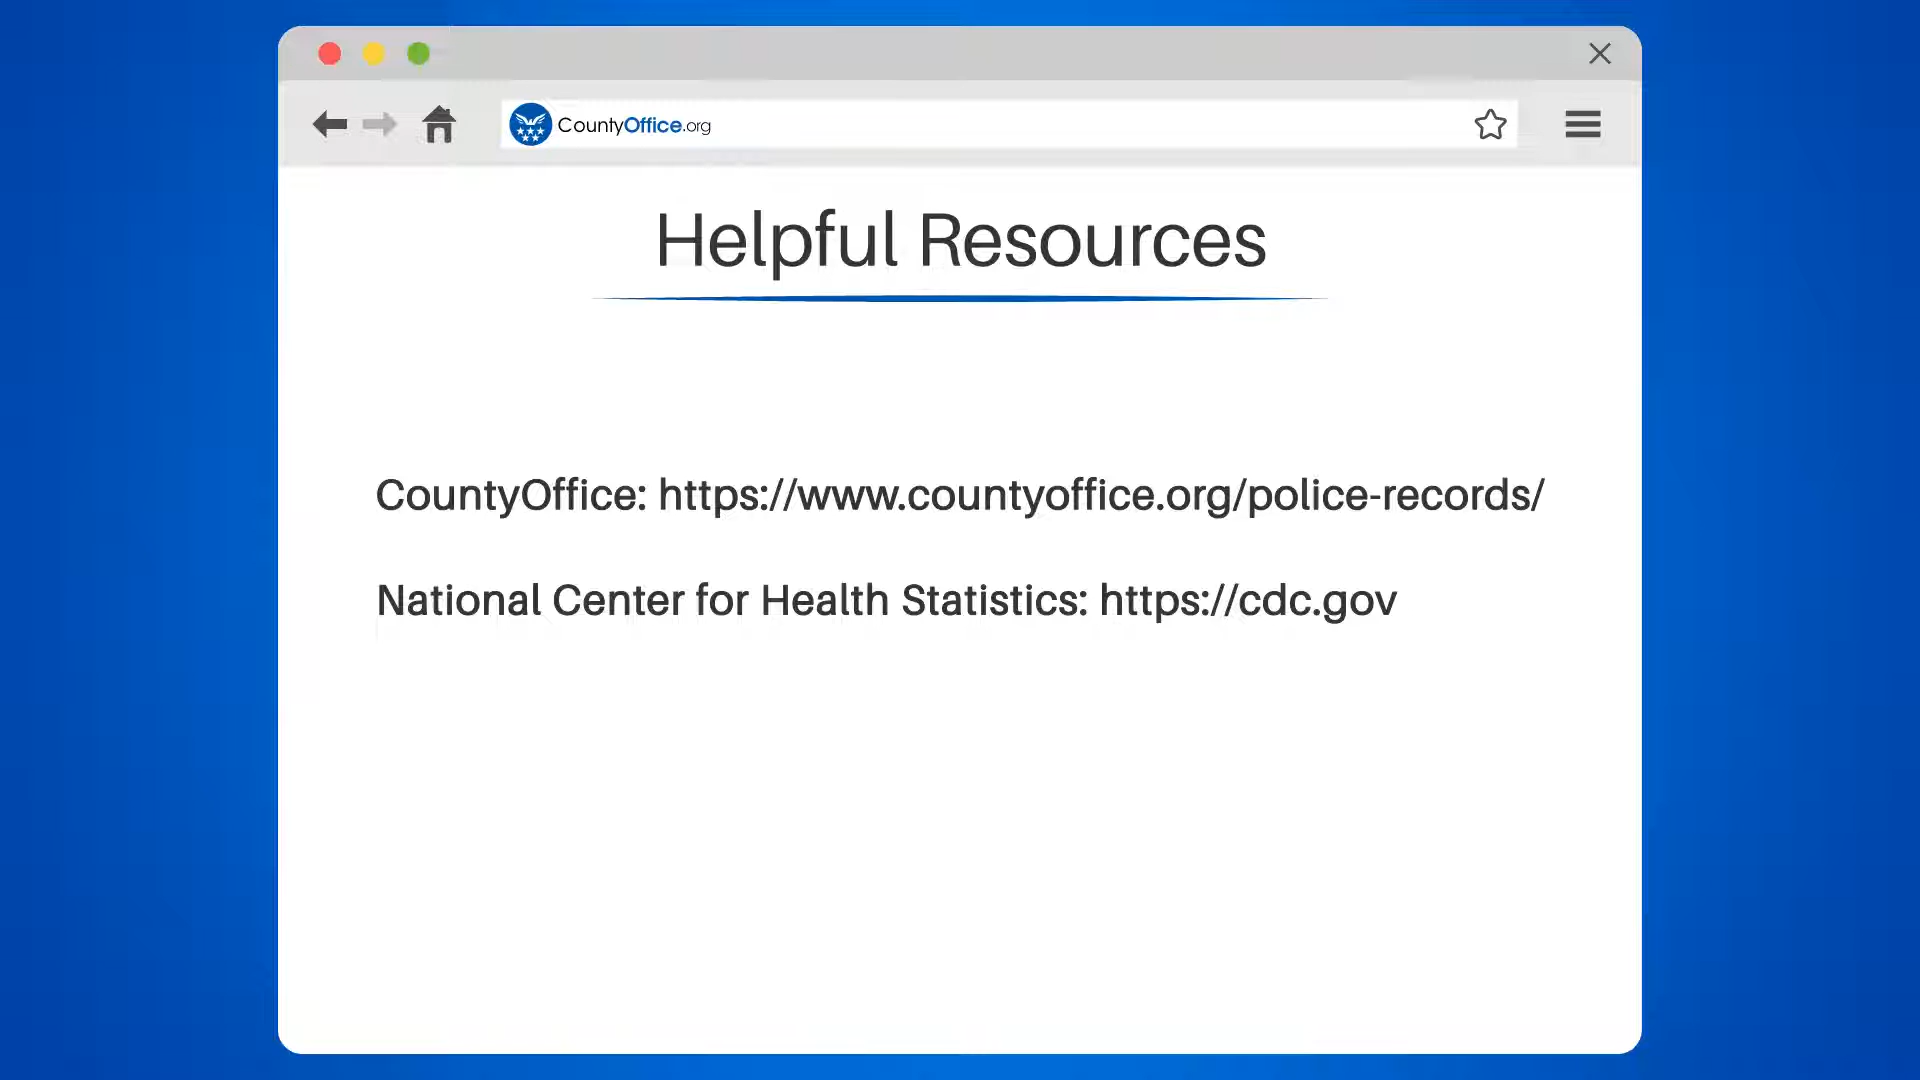 CountyOffice.org
Helpful Resources
CountyOffice: https://www.countyoffice.org/police-records/
National Center for Health Statistics: https://cdc.gov